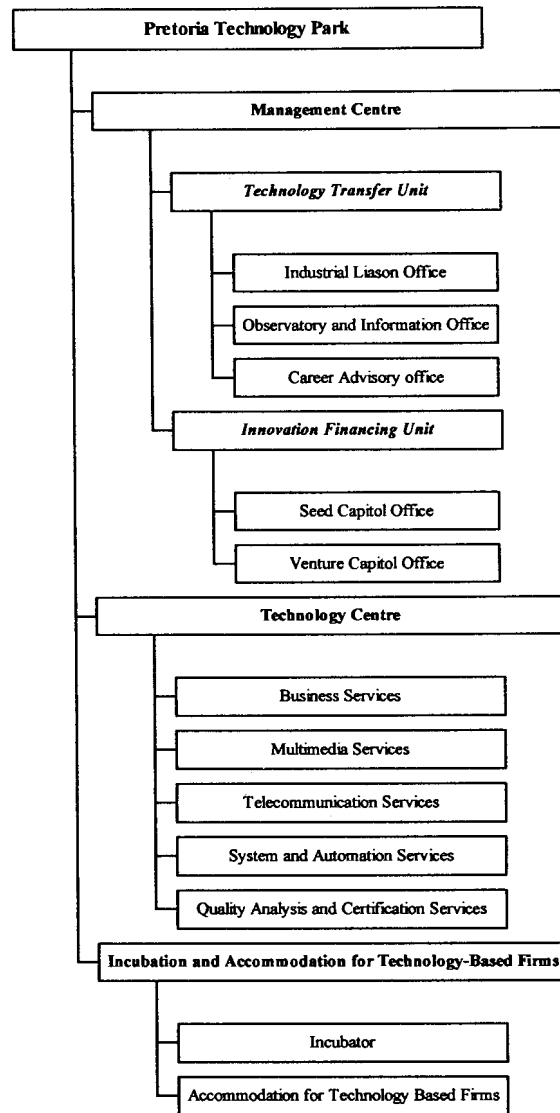 Pretoria Technology Park
Management Centre
Technology Transfer Unit
Industrial Liason Office
Observatory and Information Office
Career Advisory office
Innovation Financing Unit
Seed Capitol Office
Venture Capitol Office
Technology Centre
Business Services
Multimedia Services
Telecommunication Services
System and Automation Services
Quality Analysis and Certification Services
Incubation and Accommodation for Technology-Based Firms
Incubator
Accommodation for Technology Based Firms